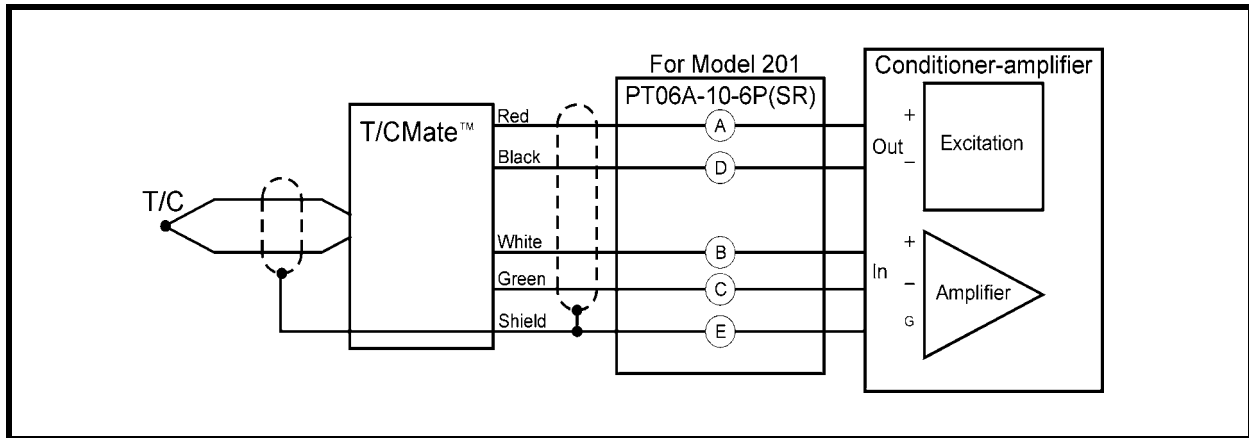 For Model 201
Conditioner-amplifier
PT06A-10-6P(SR)
T/CMate™
Red
A
+
Out
Excitation
Black
D
−
T/C
White
B
+
In
Green
C
−
Amplifier
Shield
E
G